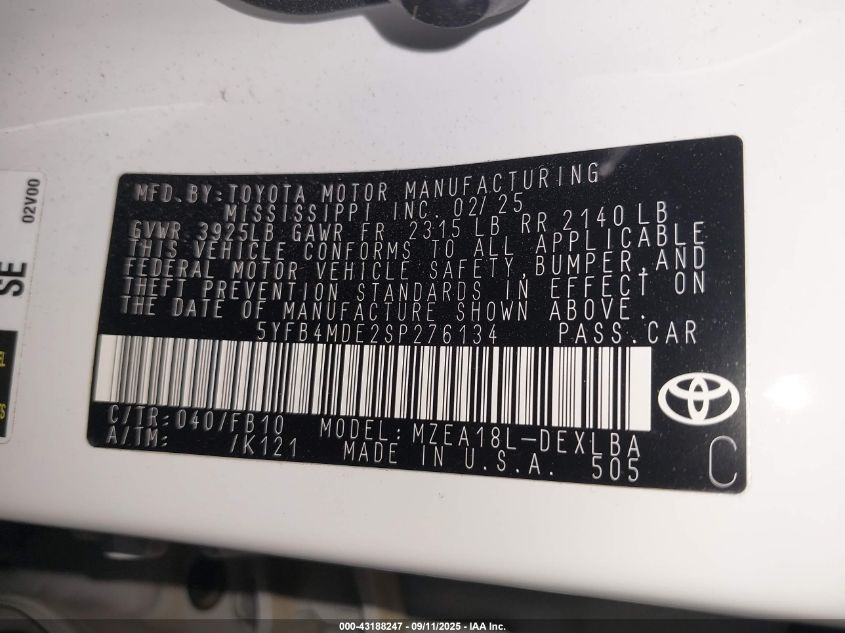 MFD. BY: TOYOTA MOTOR MANUFACTURING
MISSISSIPPI INC. 02/25
GVWR 3925LB GAWR FR 2315 LB RR 2140 LB
THIS VEHICLE CONFORMS TO ALL APPLICABLE
FEDERAL MOTOR VEHICLE SAFETY, BUMPER, AND
THEFT PREVENTION STANDARDS IN EFFECT ON
THE DATE OF MANUFACTURE SHOWN ABOVE.
5YFB4MDE2SP276134 PASS.CAR
C/TR: 040/FB10 MODEL: MZEA18L-DEXLBA
A/TM: /K121 MADE IN U.S.A. 505
C
02V00
SE
000-43188247 - 09/11/2025 - IAA Inc.